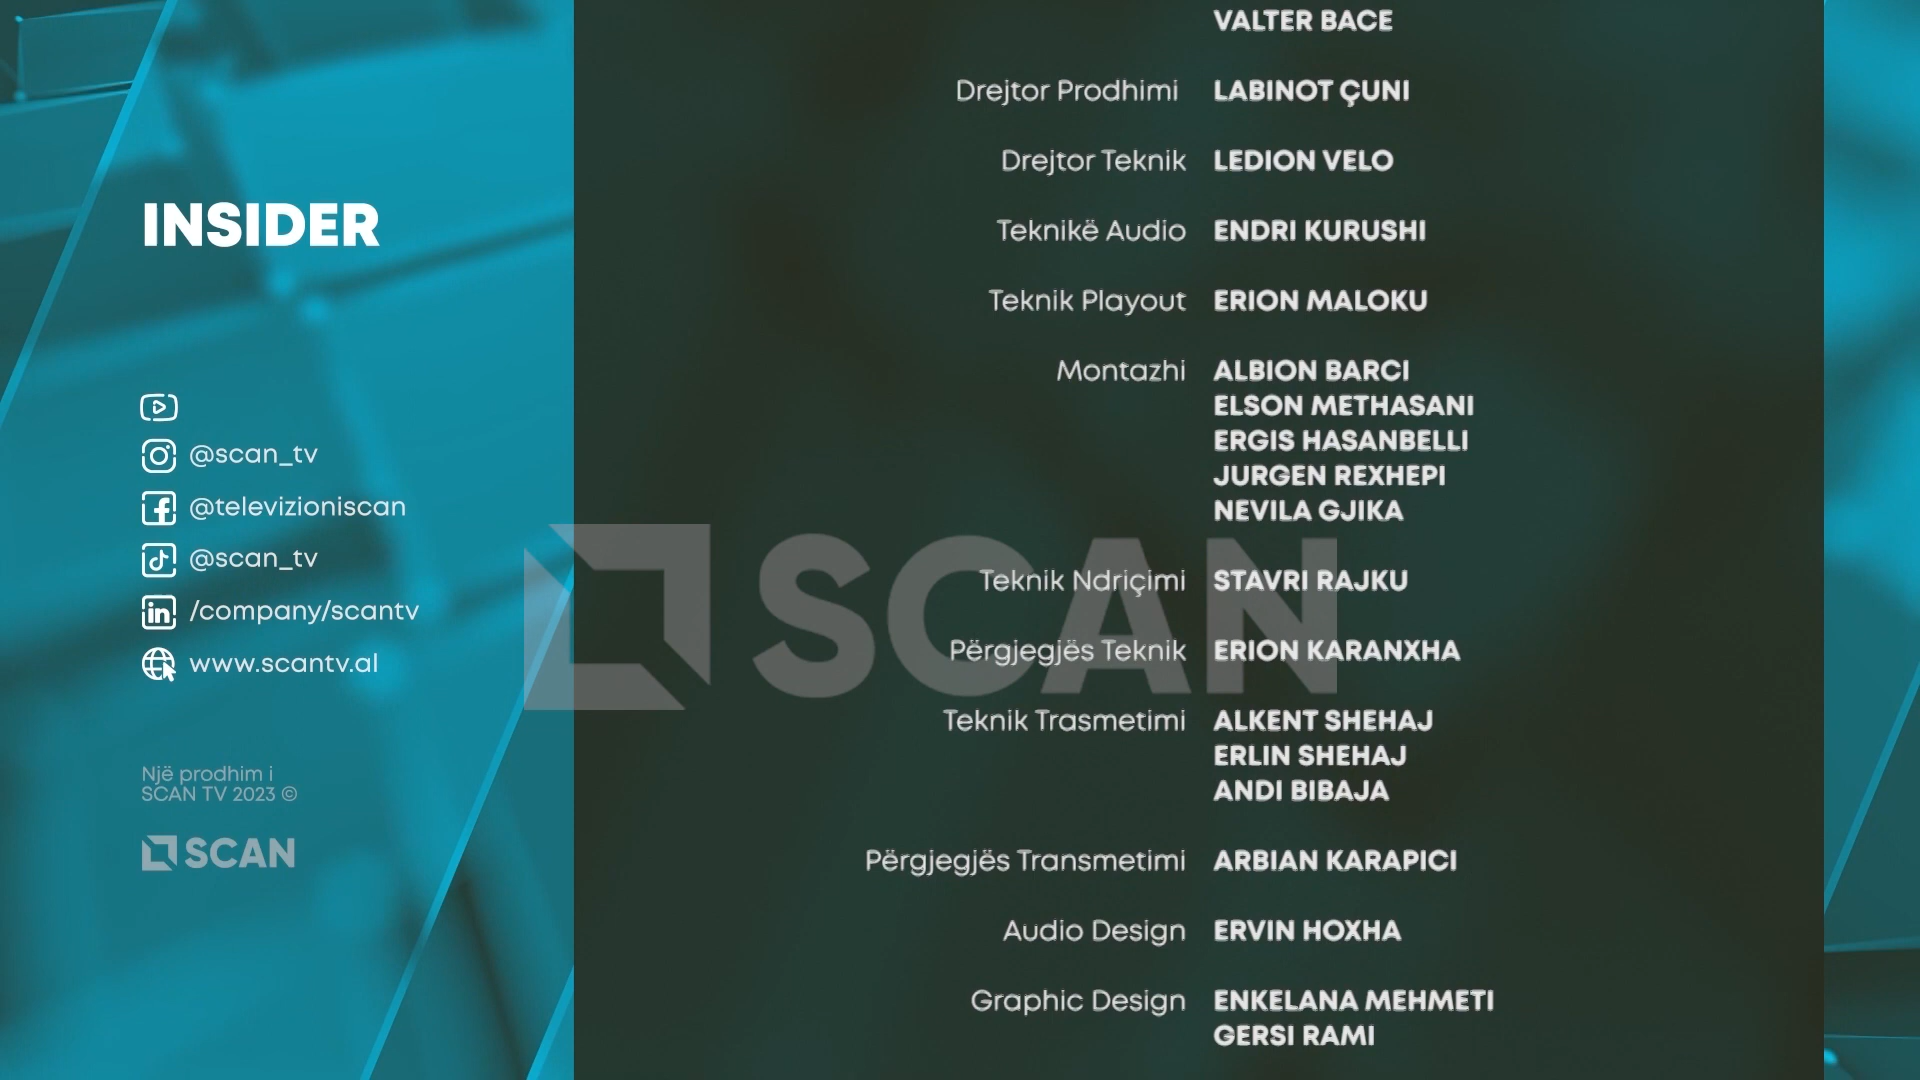 INSIDER
@scan_tv
@televizioniscan
@scan_tv
/company/scantv
www.scantv.al
Një prodhim i
SCAN TV 2023 ©
SCAN
VALTER BACE
Drejtor Prodhimi LABINOT ÇUNI
Drejtor Teknik LEDION VELO
Teknikë Audio ENDRI KURUSHI
Teknik Playout ERION MALOKU
Montazhi ALBION BARCI
ELSON METHASANI
ERGIS HASANBELLI
JURGEN REXHEPI
NEVILA GJIKA
Teknik Ndriçimi STAVRI RAJKU
Përgjegjës Teknik ERION KARANXHA
Teknik Trasmetimi ALKENT SHEHAJ
ERLIN SHEHAJ
ANDI BIBAJA
Përgjegjës Transmetimi ARBIAN KARAPICI
Audio Design ERVIN HOXHA
Graphic Design ENKELANA MEHMETI
GERSI RAMI
SCAN